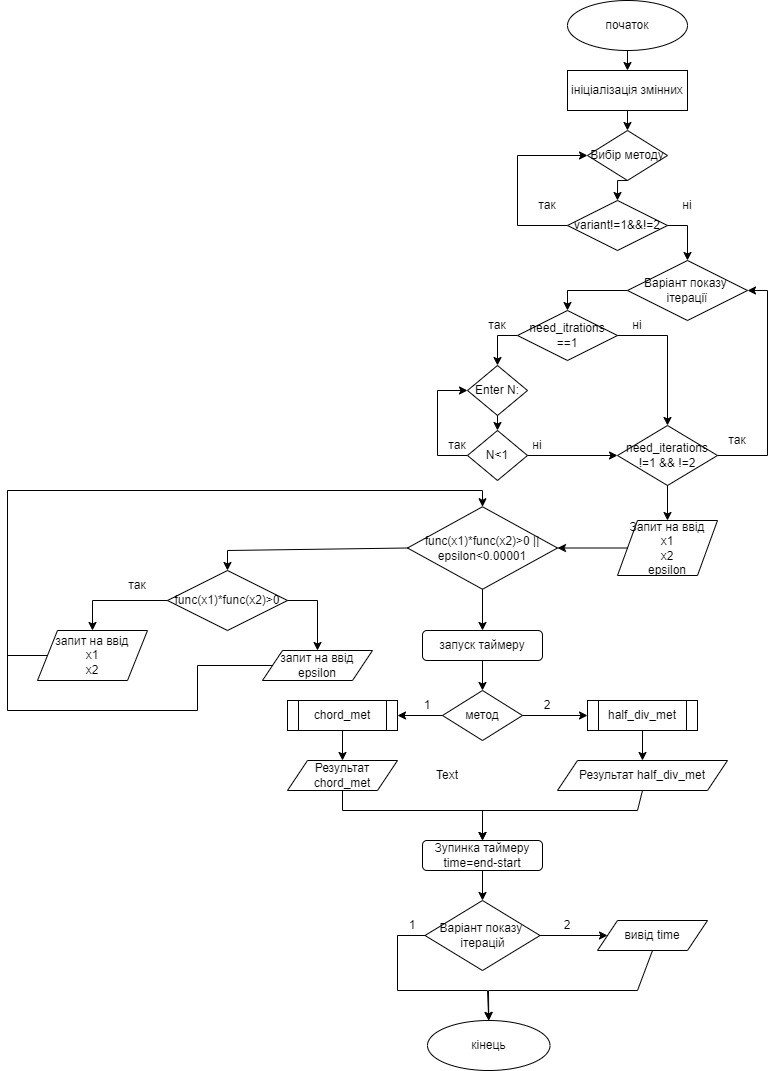 початок
ініціалізація змінних
Вибір методу
так
ні
variant!=1&&!=2
Варіант показу
ітерації
так
need_itrations
==1
ні
Enter N:
так
N<1
ні
need_iterations
!=1 && !=2
так
Запит на ввід
x1
x2
epsilon
func(x1)*func(x2)>0 ||
epsilon<0.00001
так
func(x1)*func(x2)>0
запит на ввід
x1
x2
запит на ввід
epsilon
запуск таймеру
chord_met
1
метод
2
half_div_met
Результат
chord_met
Text
Результат half_div_met
Зупинка таймеру
time=end-start
1
Варіант показу
ітерацій
2
вивід time
кінець